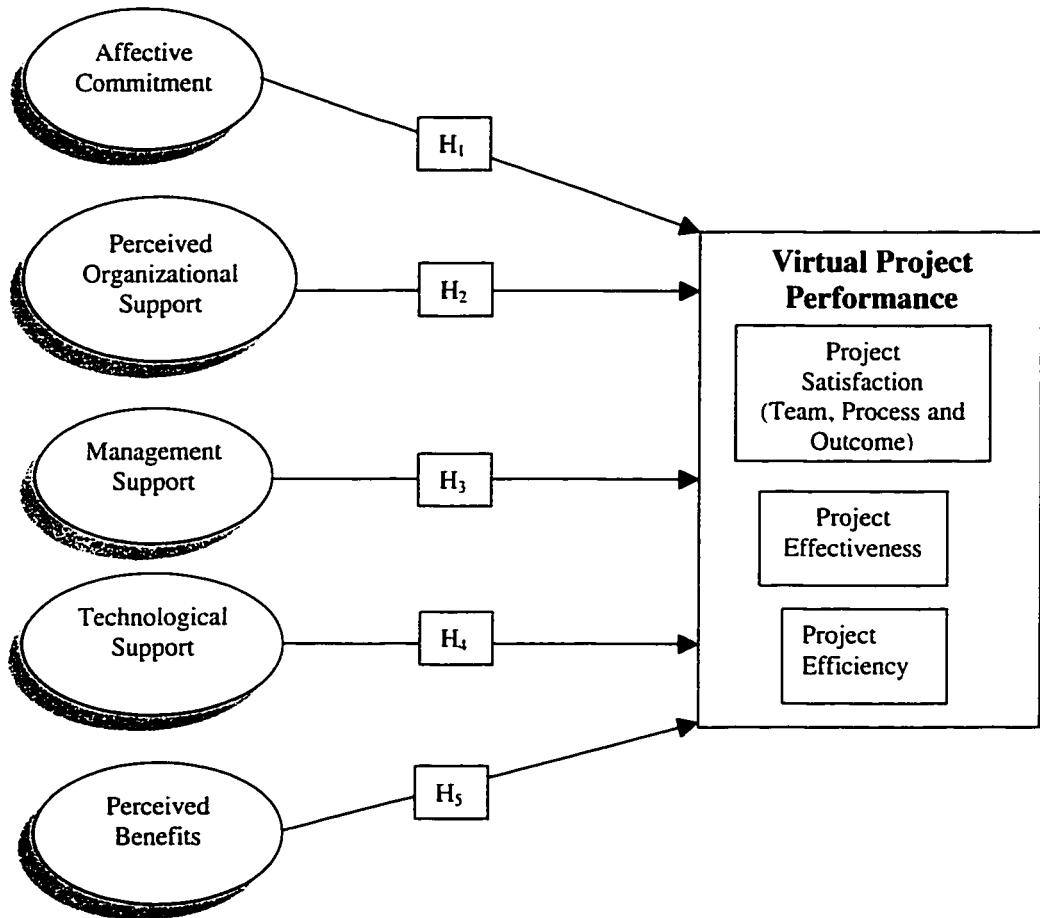 Affective
Commitment
H₁
Perceived
Organizational
Support
H₂
Management
Support
H₃
Technological
Support
H₄
Perceived
Benefits
H₅
Virtual Project
Performance
Project
Satisfaction
(Team, Process and
Outcome)
Project
Effectiveness
Project
Efficiency